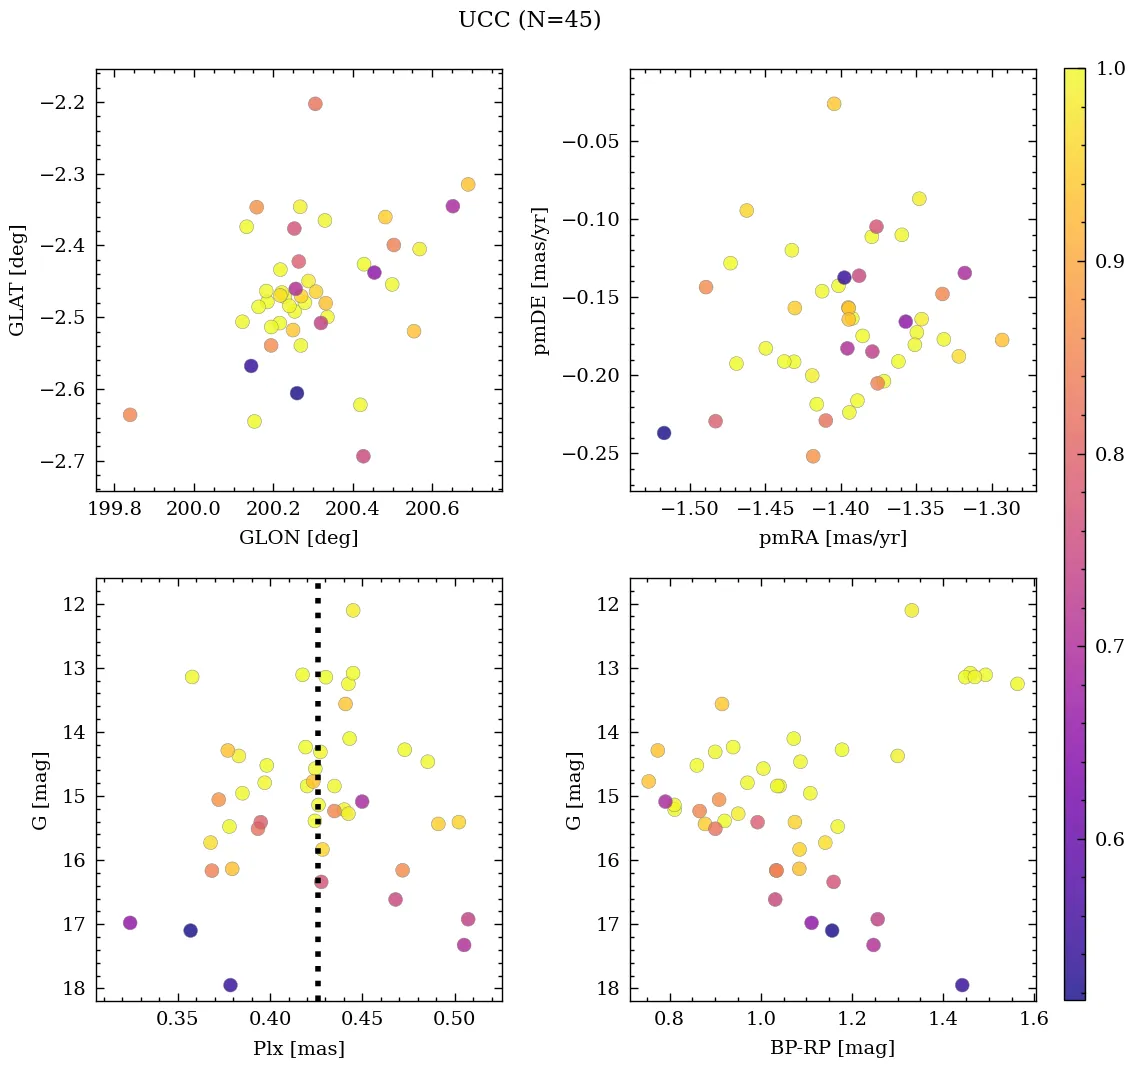 UCC (N=45)
−2.2
−2.3
−2.4
−2.5
−2.6
−2.7
GLAT [deg]
199.8 200.0 200.2 200.4 200.6
GLON [deg]
−0.05
−0.10
−0.15
−0.20
−0.25
pmDE [mas/yr]
−1.50 −1.45 −1.40 −1.35 −1.30
pmRA [mas/yr]
12
13
14
15
16
17
18
G [mag]
0.35 0.40 0.45 0.50
Plx [mas]
12
13
14
15
16
17
18
G [mag]
0.8 1.0 1.2 1.4 1.6
BP-RP [mag]
1.0
0.9
0.8
0.7
0.6